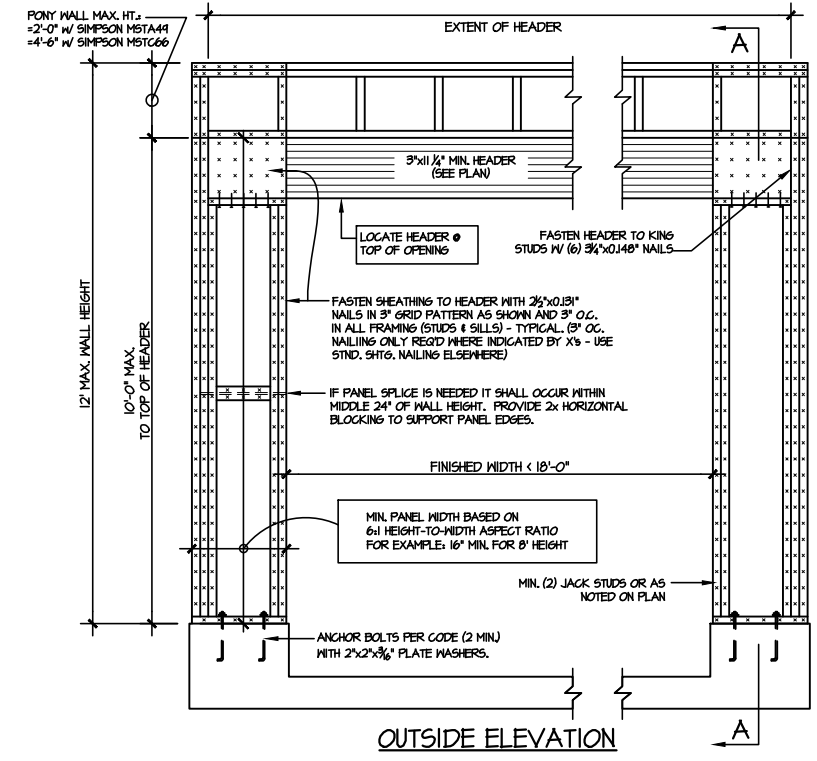 PONY WALL MAX. HT.:
=2'-0" W/ SIMPSON MSTA49
=4'-6" W/ SIMPSON MSTC66
EXTENT OF HEADER
A
3"x11 1/4" MIN. HEADER
(SEE PLAN)
LOCATE HEADER @
TOP OF OPENING
FASTEN HEADER TO KING
STUDS W/ (6) 3 1/4"x0.148" NAILS
12' MAX. WALL HEIGHT
10'-0" MAX.
TO TOP OF HEADER
FASTEN SHEATHING TO HEADER WITH 2 1/2"x0.131"
NAILS IN 3" GRID PATTERN AS SHOWN AND 3" O.C.
IN ALL FRAMING (STUDS & SILLS) - TYPICAL. (3" OC.
NAILIING ONLY REQ'D WHERE INDICATED BY X's - USE
STND. SHTG. NAILING ELSEWHERE)
IF PANEL SPLICE IS NEEDED IT SHALL OCCUR WITHIN
MIDDLE 24" OF WALL HEIGHT. PROVIDE 2x HORIZONTAL
BLOCKING TO SUPPORT PANEL EDGES.
FINISHED WIDTH < 18'-0"
MIN. PANEL WIDTH BASED ON
6:1 HEIGHT-TO-WIDTH ASPECT RATIO
FOR EXAMPLE: 16" MIN. FOR 8' HEIGHT
MIN. (2) JACK STUDS OR AS
NOTED ON PLAN
ANCHOR BOLTS PER CODE (2 MIN.)
WITH 2"x2"x3/16" PLATE WASHERS.
A
OUTSIDE ELEVATION